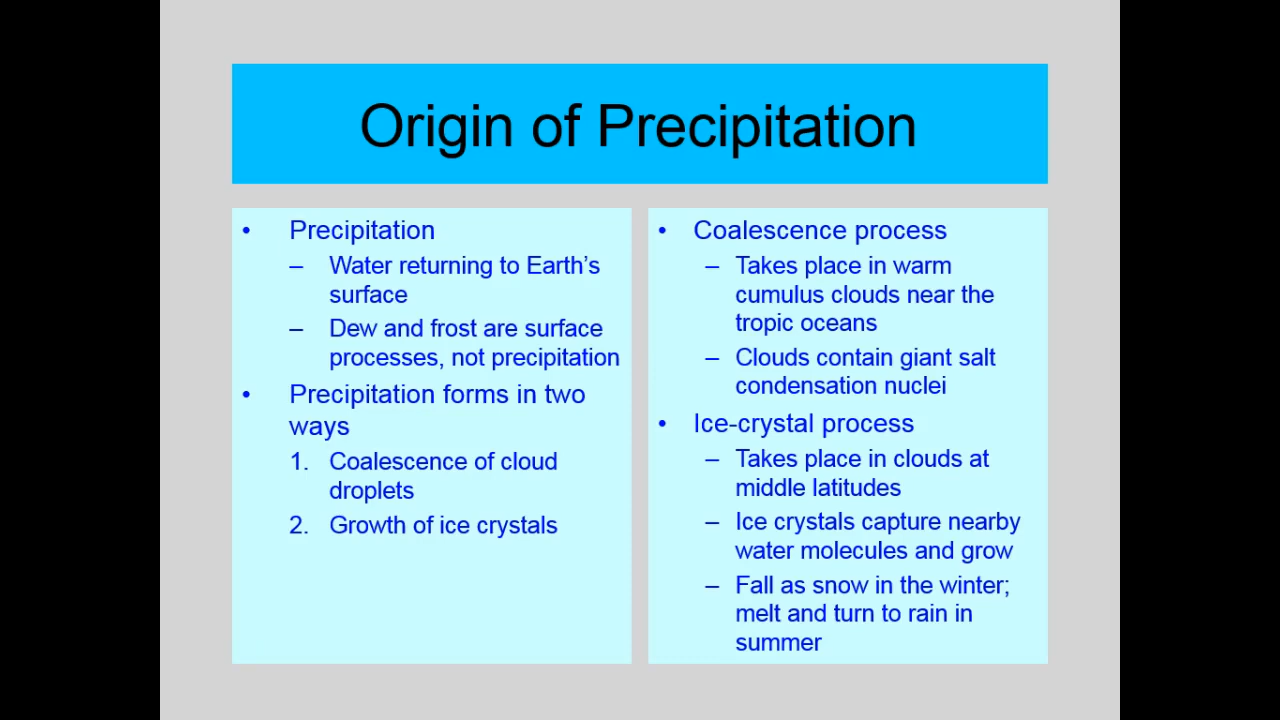 Origin of Precipitation
• Precipitation
– Water returning to Earth’s
surface
– Dew and frost are surface
processes, not precipitation
• Precipitation forms in two
ways
1. Coalescence of cloud
droplets
2. Growth of ice crystals
• Coalescence process
– Takes place in warm
cumulus clouds near the
tropic oceans
– Clouds contain giant salt
condensation nuclei
• Ice-crystal process
– Takes place in clouds at
middle latitudes
– Ice crystals capture nearby
water molecules and grow
– Fall as snow in the winter;
melt and turn to rain in
summer